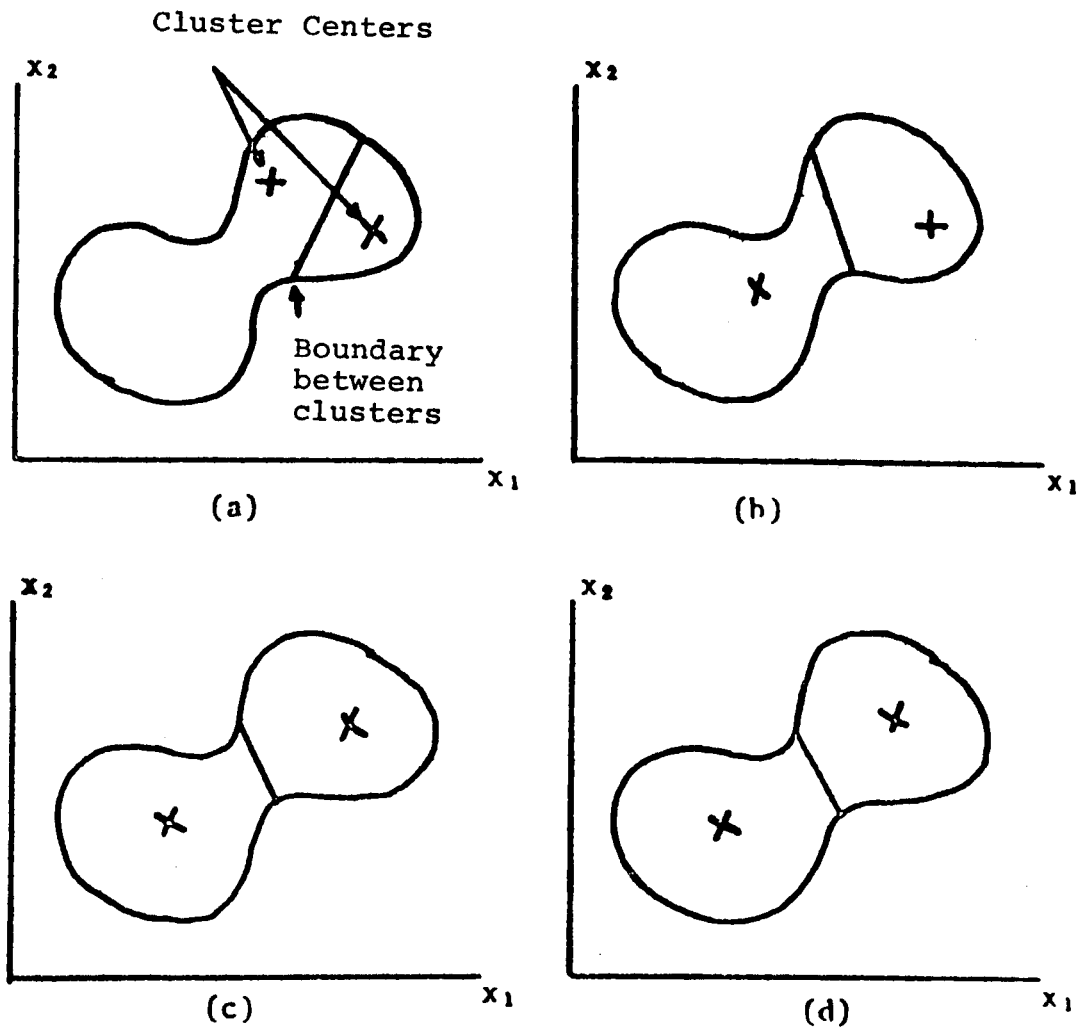 Cluster Centers
x2
x2
Boundary
between
clusters
x1
x1
(a)
(b)
x2
x2
x1
x1
(c)
(d)